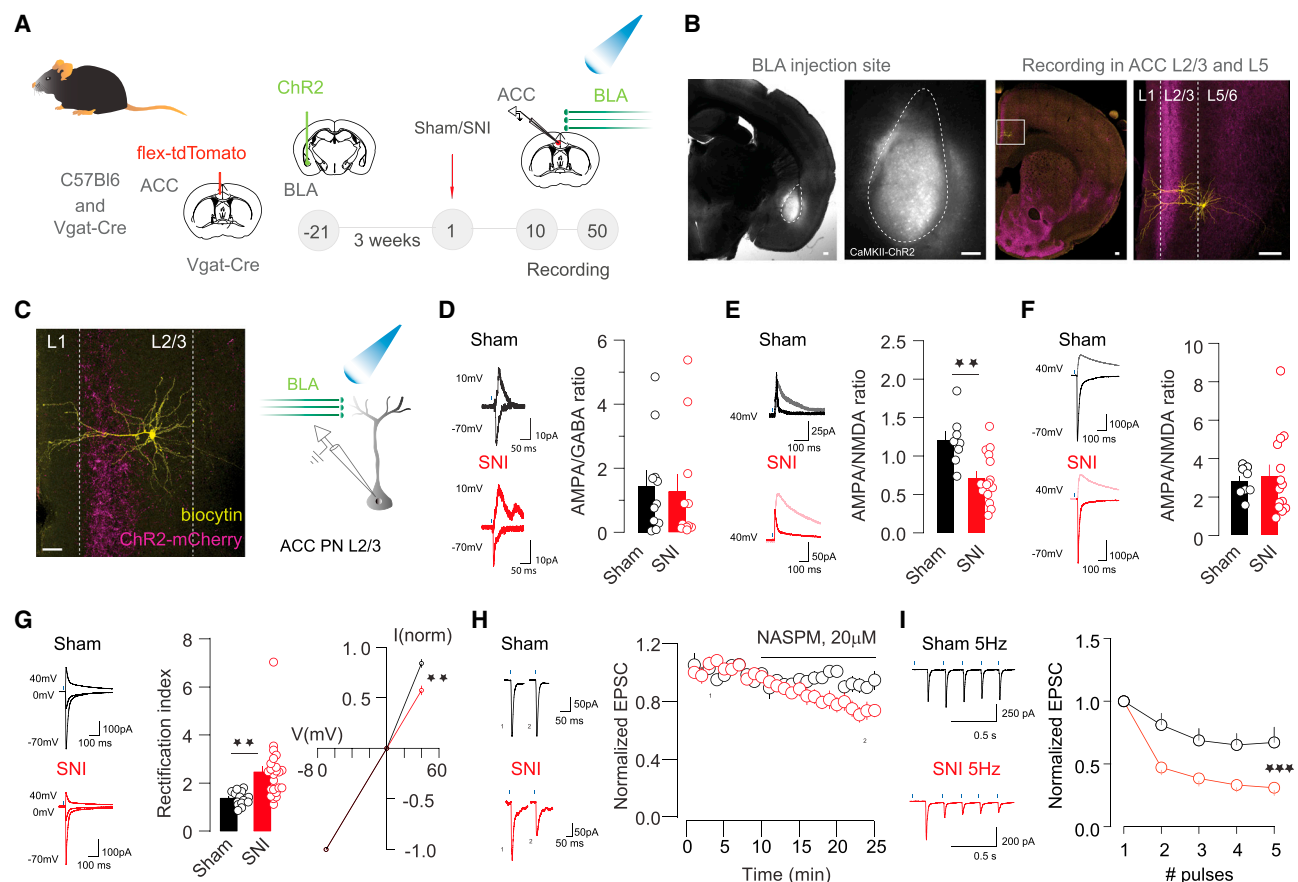 A
ChR2
flex-tdTomato
C57Bl6
and
Vgat-Cre
ACC
Vgat-Cre
BLA
Sham/SNI
ACC
BLA
-21
3 weeks
1
10
50
Recording
B
BLA injection site
Recording in ACC L2/3 and L5
CaMKII-ChR2
L1
L2/3
L5/6
C
L1
L2/3
biocytin
ChR2-mCherry
BLA
ACC PN L2/3
D
Sham
10mV
-70mV
10pA
50 ms
SNI
10mV
-70mV
10pA
50 ms
AMPA/GABA ratio
6
4
2
0
Sham
SNI
E
Sham
40mV
25pA
100 ms
SNI
40mV
50pA
100 ms
AMPA/NMDA ratio
2.5
2.0
1.5
1.0
0.5
0.0
Sham
SNI
F
Sham
40mV
-70mV
100pA
100 ms
SNI
40mV
-70mV
100pA
100 ms
AMPA/NMDA ratio
10
8
6
4
2
0
Sham
SNI
G
Sham
40mV
0mV
-70mV
100pA
100 ms
SNI
40mV
0mV
-70mV
100pA
100 ms
Rectification index
8
6
4
2
0
Sham
SNI
I(norm)
1.0
0.5
V(mV)
-80
60
-0.5
-1.0
H
Sham
50pA
50 ms
1
2
SNI
50pA
50 ms
1
2
Normalized EPSC
1.2
0.9
0.6
0.3
0.0
NASPM, 20μM
1
2
0
5
10
15
20
25
Time (min)
I
Sham 5Hz
250 pA
0.5 s
SNI 5Hz
200 pA
0.5 s
Normalized EPSC
1.5
1.0
0.5
0.0
1
2
3
4
5
# pulses